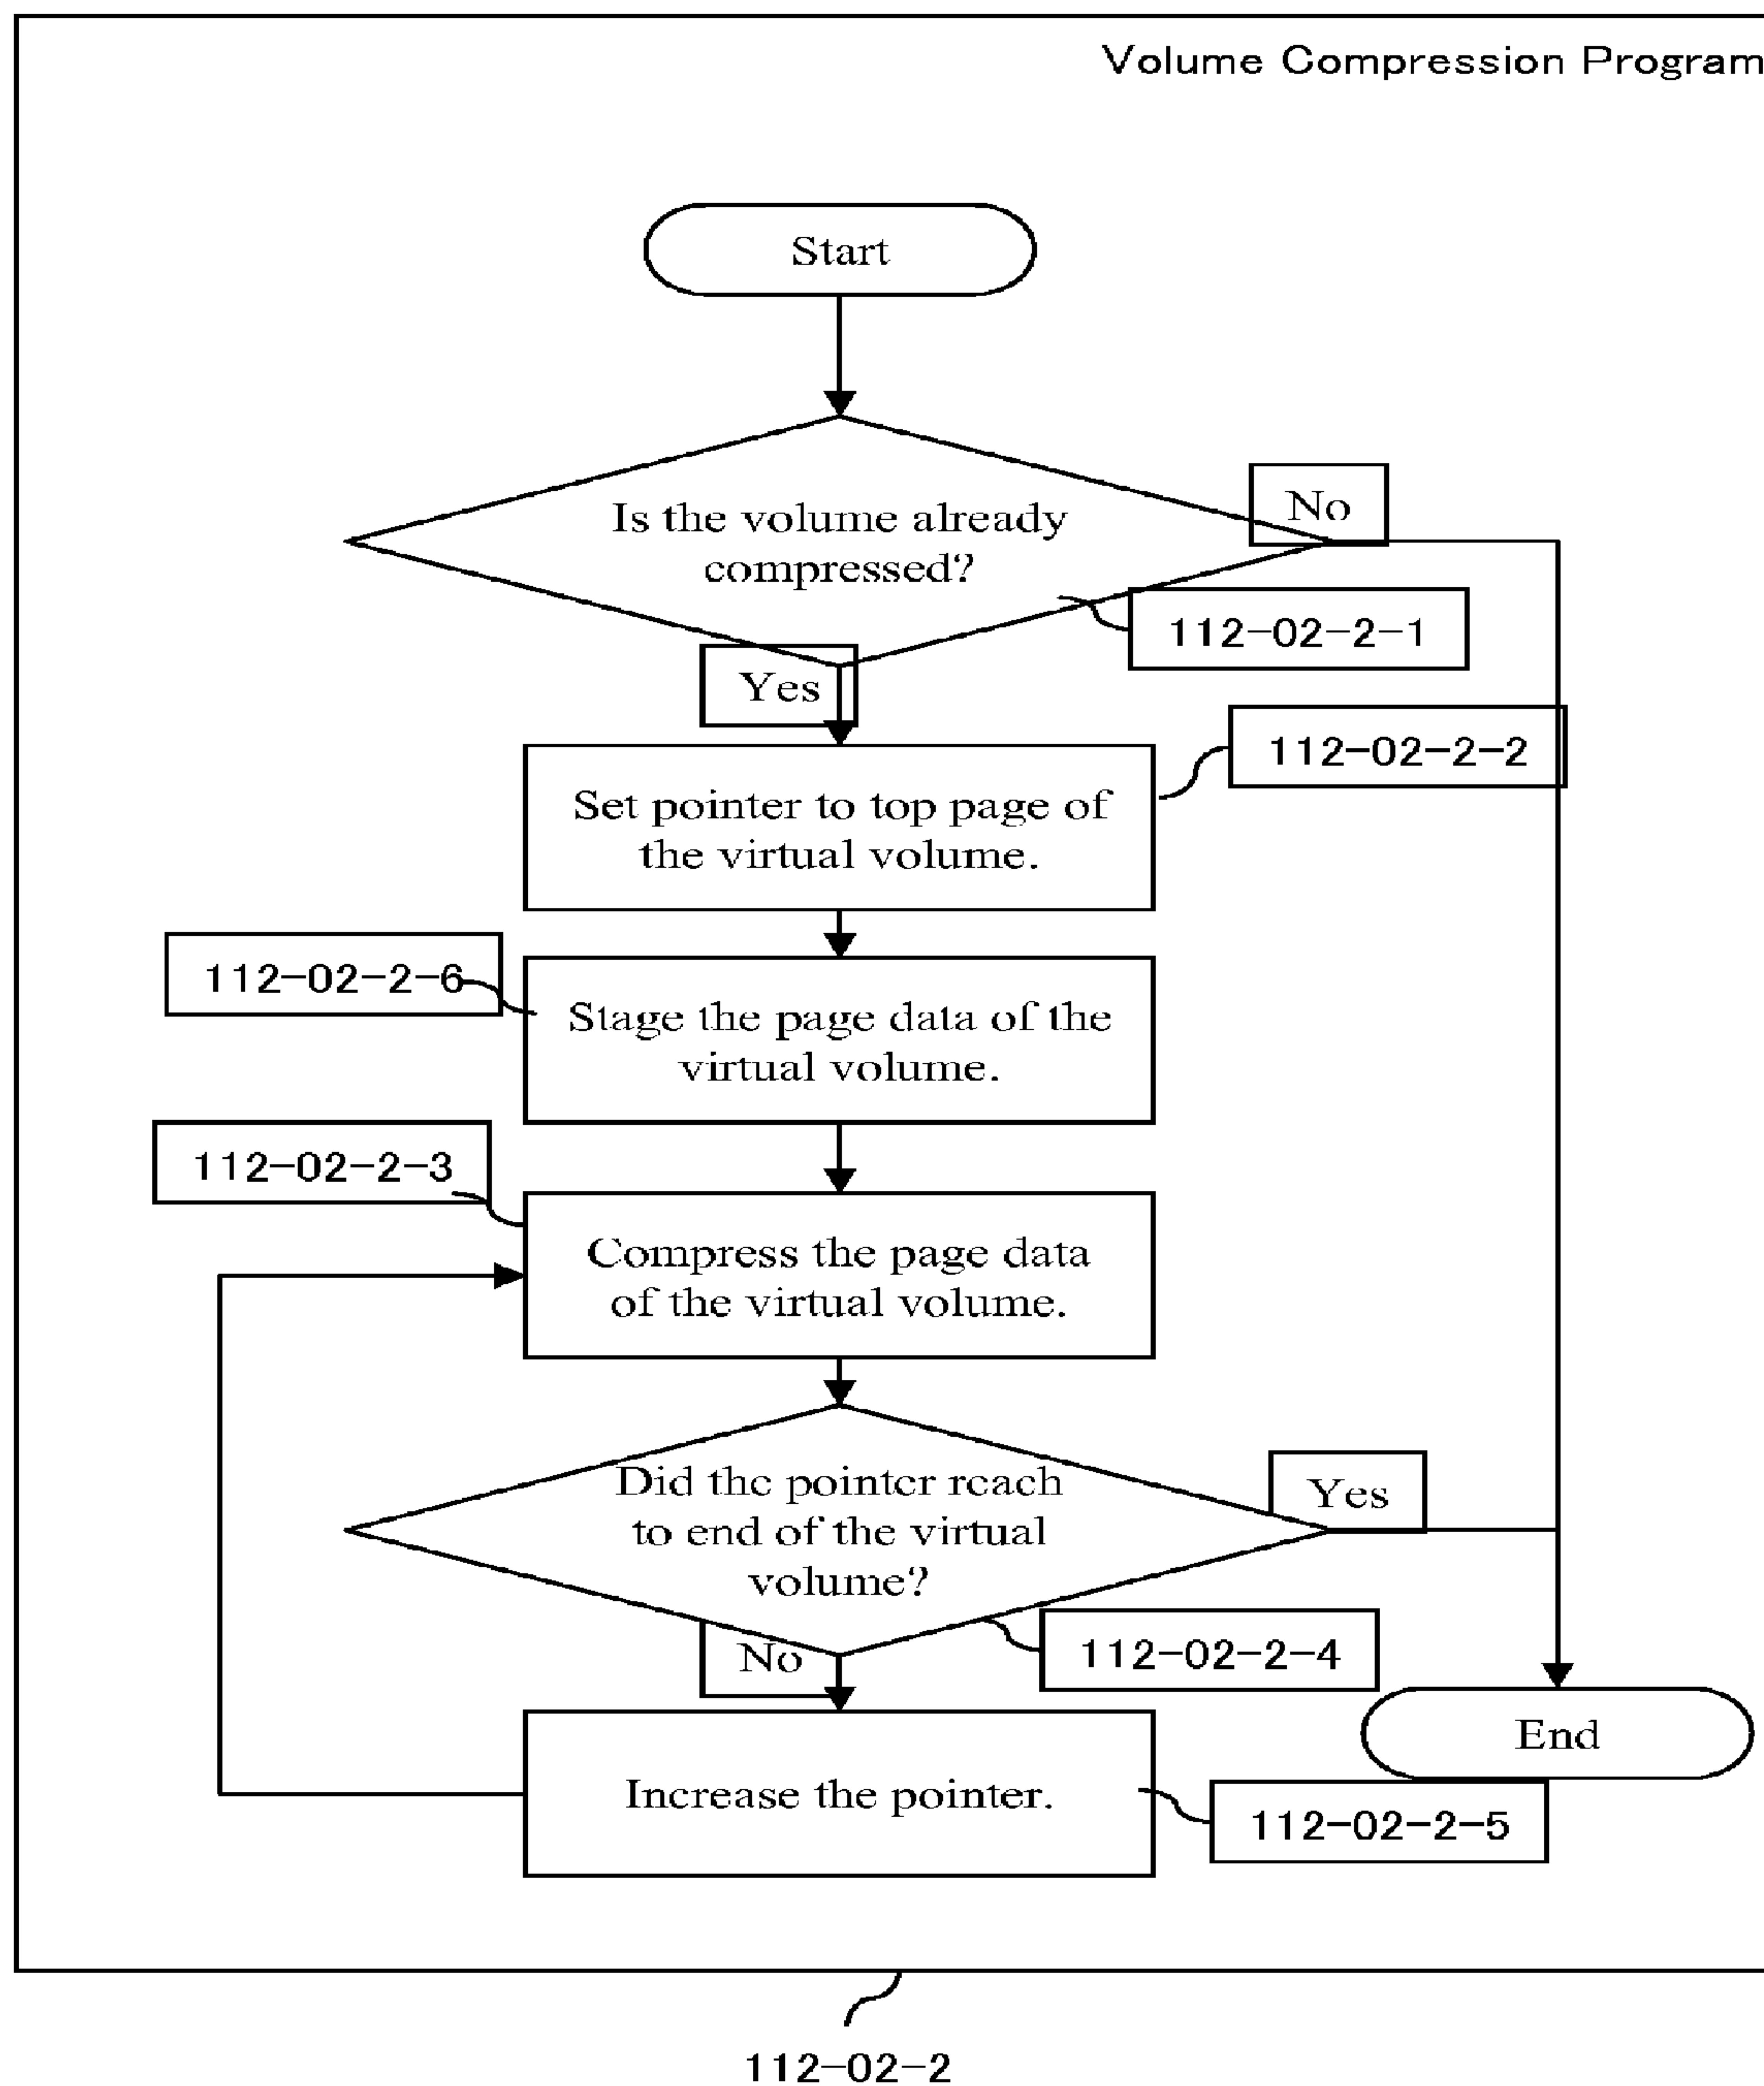 Volume Compression Program
Start
Is the volume already
compressed?
No
112-02-2-1
Yes
112-02-2-2
Set pointer to top page of
the virtual volume.
112-02-2-6
Stage the page data of the
virtual volume.
112-02-2-3
Compress the page data
of the virtual volume.
Did the pointer reach
to end of the virtual
volume?
Yes
112-02-2-4
No
End
Increase the pointer.
112-02-2-5
112-02-2